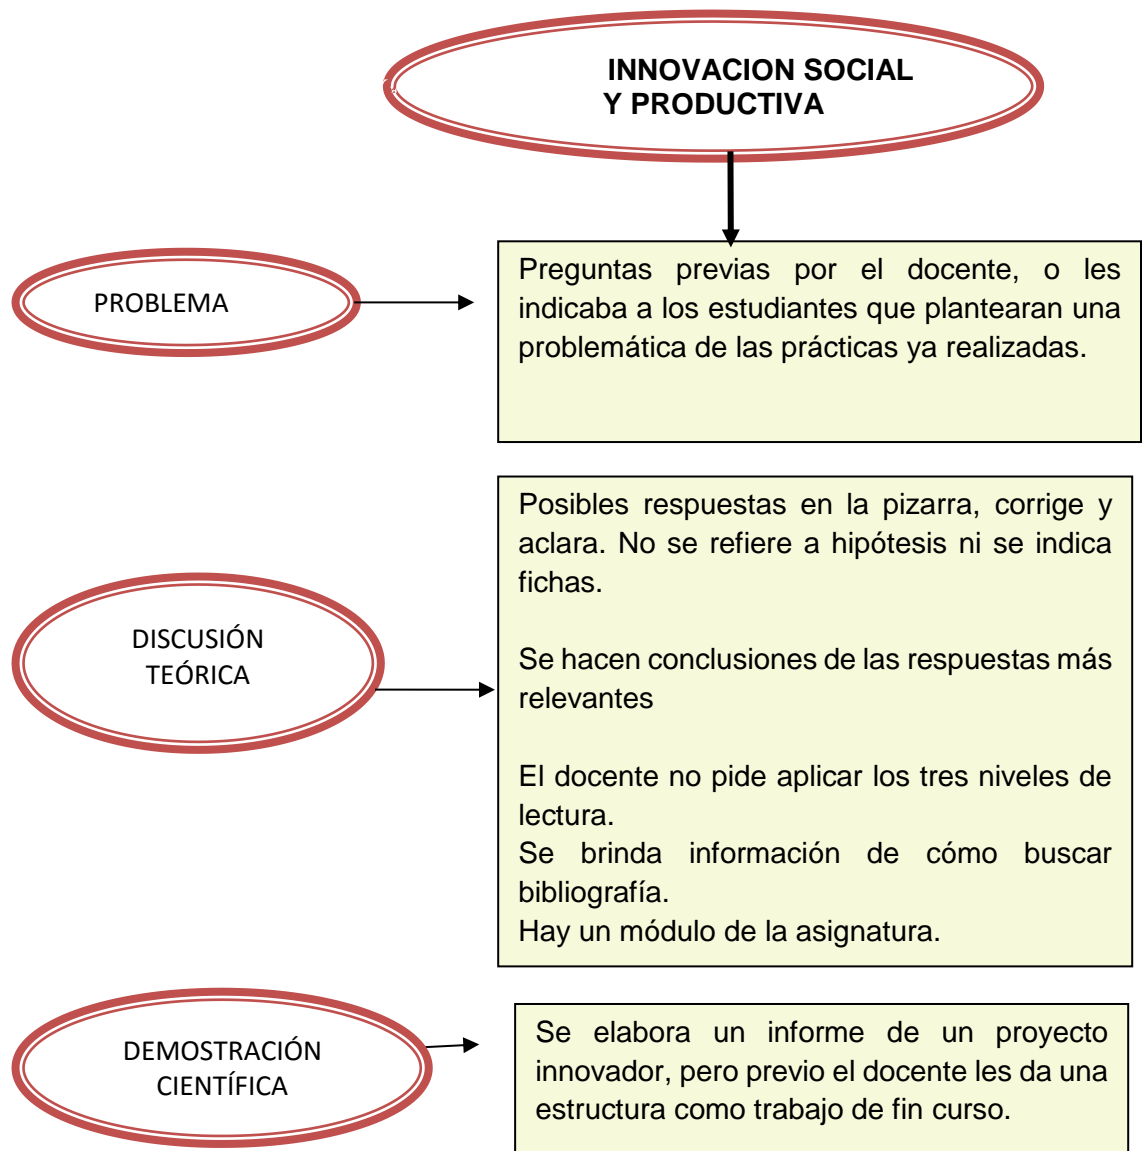 INNOVACION SOCIAL
Y PRODUCTIVA
PROBLEMA
Preguntas previas por el docente, o les
indicaba a los estudiantes que plantearan una
problemática de las prácticas ya realizadas.
DISCUSIÓN
TEÓRICA
Posibles respuestas en la pizarra, corrige y
aclara. No se refiere a hipótesis ni se indica
fichas.
Se hacen conclusiones de las respuestas más
relevantes
El docente no pide aplicar los tres niveles de
lectura.
Se brinda información de cómo buscar
bibliografía.
Hay un módulo de la asignatura.
DEMOSTRACIÓN
CIENTÍFICA
Se elabora un informe de un proyecto
innovador, pero previo el docente les da una
estructura como trabajo de fin curso.